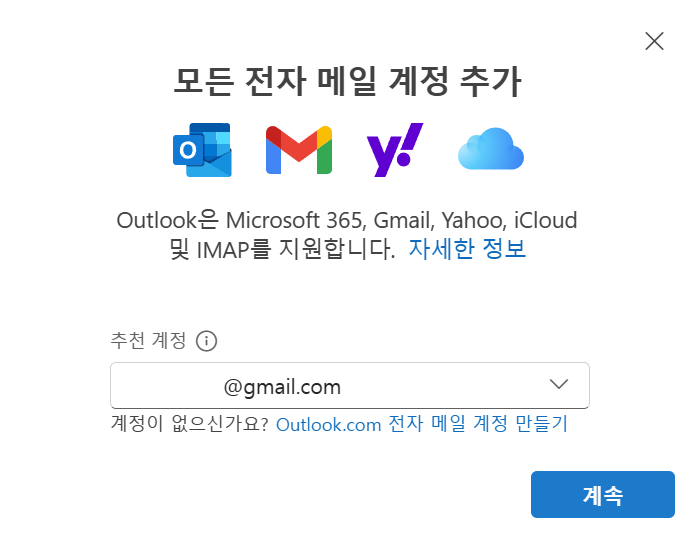 모든 전자 메일 계정 추가
Outlook은 Microsoft 365, Gmail, Yahoo, iCloud
및 IMAP를 지원합니다. 자세한 정보
추천 계정
@gmail.com
계정이 없으신가요? Outlook.com 전자 메일 계정 만들기
계속